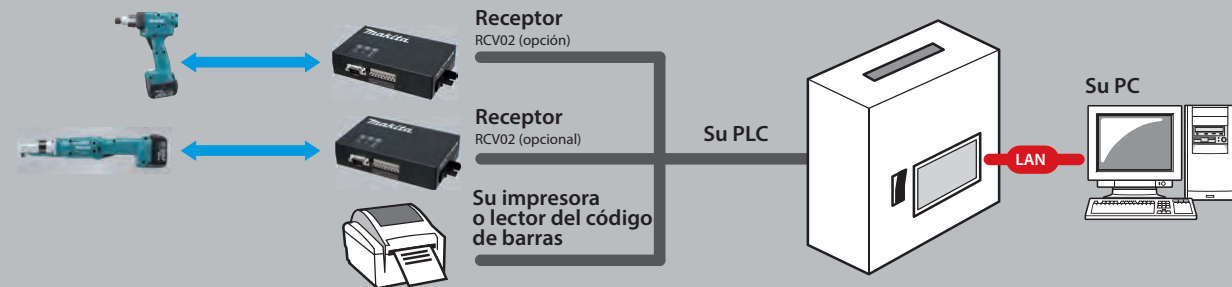 Receptor
RCV02 (opción)
makita
Receptor
RCV02 (opcional)
makita
Su impresora
o lector del código
de barras
Su PLC
LAN
Su PC